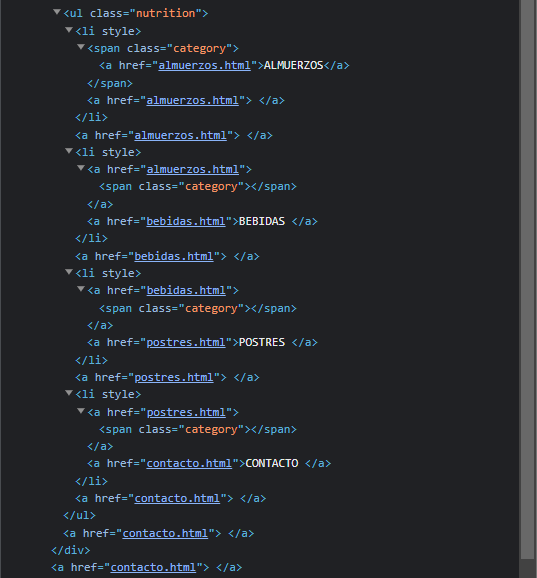 <ul class="nutrition">
<li style>
<span class="category">
<a href="almuerzos.html">ALMUERZOS</a>
</span>
<a href="almuerzos.html"> </a>
</li>
<a href="almuerzos.html"> </a>
<li style>
<a href="almuerzos.html">
<span class="category"></span>
</a>
<a href="bebidas.html">BEBIDAS </a>
</li>
<a href="bebidas.html"> </a>
<li style>
<a href="bebidas.html">
<span class="category"></span>
</a>
<a href="postres.html">POSTRES </a>
</li>
<a href="postres.html"> </a>
<li style>
<a href="postres.html">
<span class="category"></span>
</a>
<a href="contacto.html">CONTACTO </a>
</li>
<a href="contacto.html"> </a>
</ul>
<a href="contacto.html"> </a>
</div>
<a href="contacto.html"> </a>